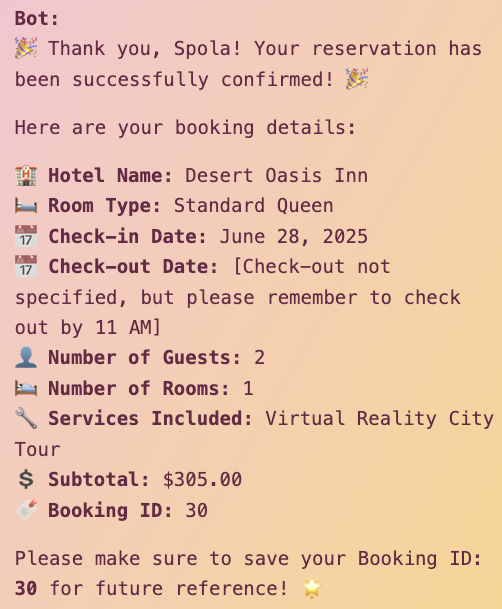 Bot:
🎉 Thank you, Spola! Your reservation has
been successfully confirmed! 🎉
Here are your booking details:
🏨 Hotel Name: Desert Oasis Inn
🛏️ Room Type: Standard Queen
📅 Check-in Date: June 28, 2025
📅 Check-out Date: [Check-out not
specified, but please remember to check
out by 11 AM]
👤 Number of Guests: 2
🛏️ Number of Rooms: 1
🔧 Services Included: Virtual Reality City
Tour
💲 Subtotal: $305.00
🏷️ Booking ID: 30
Please make sure to save your Booking ID:
30 for future reference! 🌟